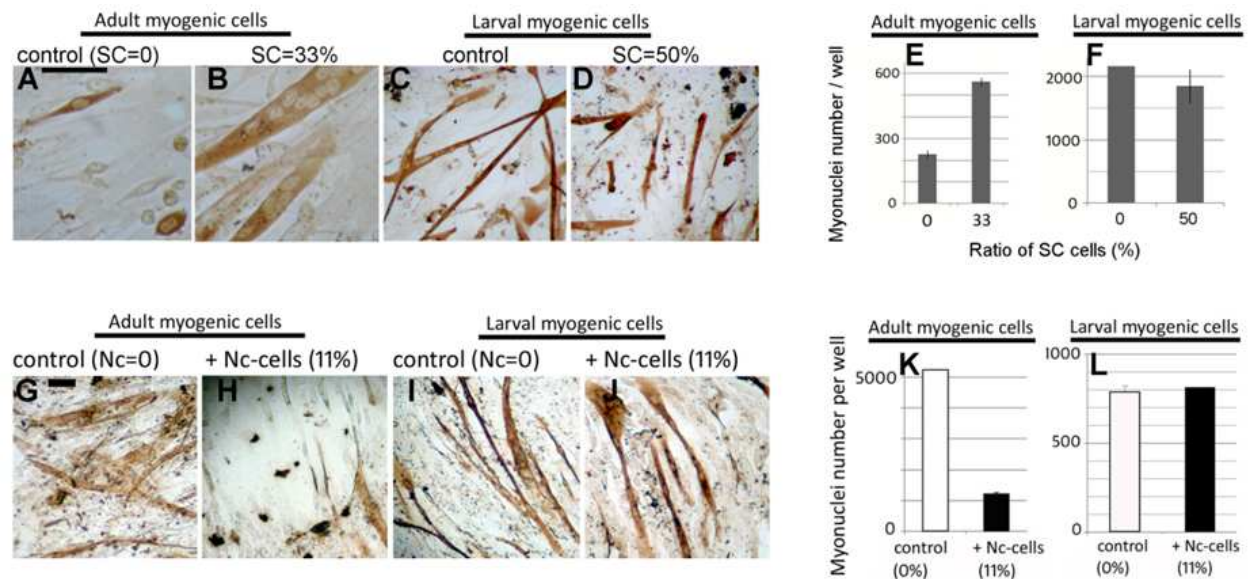 Adult myogenic cells
Larval myogenic cells
control (SC=0)
SC=33%
control
SC=50%
A
B
C
D
Adult myogenic cells
Larval myogenic cells
E
F
Myonuclei number / well
600
300
0
2000
1000
0
0
33
0
50
Ratio of SC cells (%)
Adult myogenic cells
Larval myogenic cells
control (Nc=0)
+ Nc-cells (11%)
control (Nc=0)
+ Nc-cells (11%)
G
H
I
J
Adult myogenic cells
Larval myogenic cells
K
L
Myonuclei number per well
5000
0
1000
500
0
control
(0%)
+ Nc-cells
(11%)
control
(0%)
+ Nc-cells
(11%)